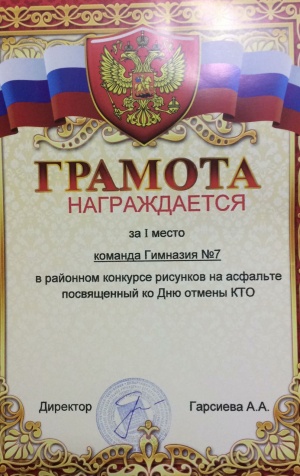 ГРАМОТА
НАГРАЖДАЕТСЯ
за I место
команда Гимназия №7
в районном конкурсе рисунков на асфальте
посвященный ко Дню отмены КТО
Директор Гарсиева А.А.